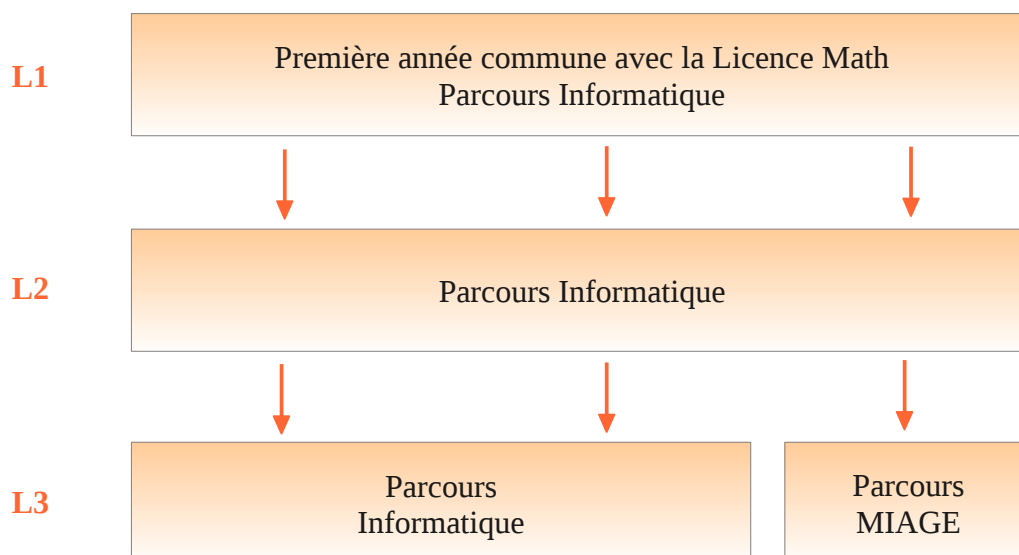 L1
Première année commune avec la Licence Math
Parcours Informatique
L2
Parcours Informatique
L3
Parcours
Informatique
Parcours
MIAGE